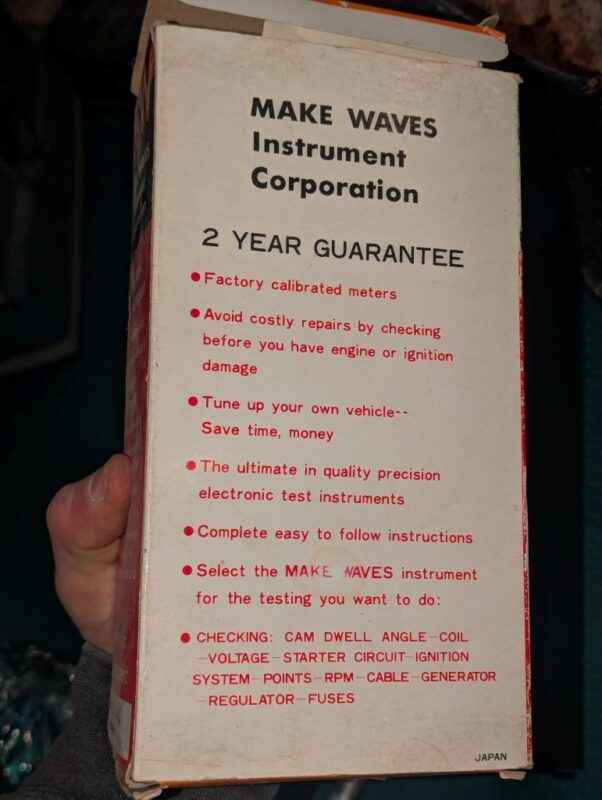 MAKE WAVES
Instrument
Corporation
2 YEAR GUARANTEE
● Factory calibrated meters
● Avoid costly repairs by checking
before you have engine or ignition
damage
● Tune up your own vehicle--
Save time, money
● The ultimate in quality precision
electronic test instruments
● Complete easy to follow instructions
● Select the MAKE WAVES instrument
for the testing you want to do:
● CHECKING: CAM DWELL ANGLE—COIL
—VOLTAGE—STARTER CIRCUIT—IGNITION
SYSTEM—POINTS—RPM—CABLE—GENERATOR
—REGULATOR—FUSES
JAPAN